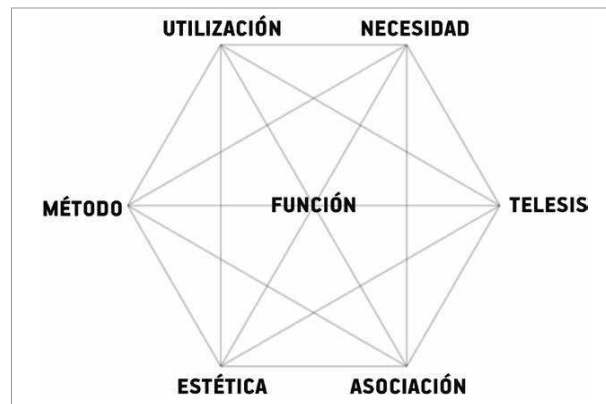 UTILIZACIÓN NECESIDAD
MÉTODO FUNCIÓN TELESIS
ESTÉTICA ASOCIACIÓN